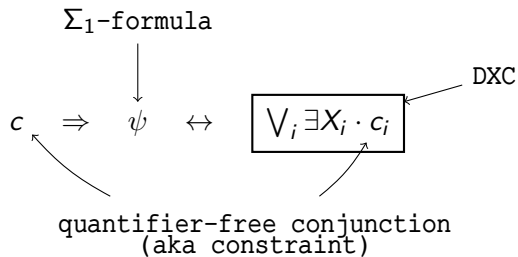 Σ₁-formula
DXC
c ⇒ ψ ↔ ⋁ᵢ ∃Xᵢ · cᵢ
quantifier-free conjunction
(aka constraint)